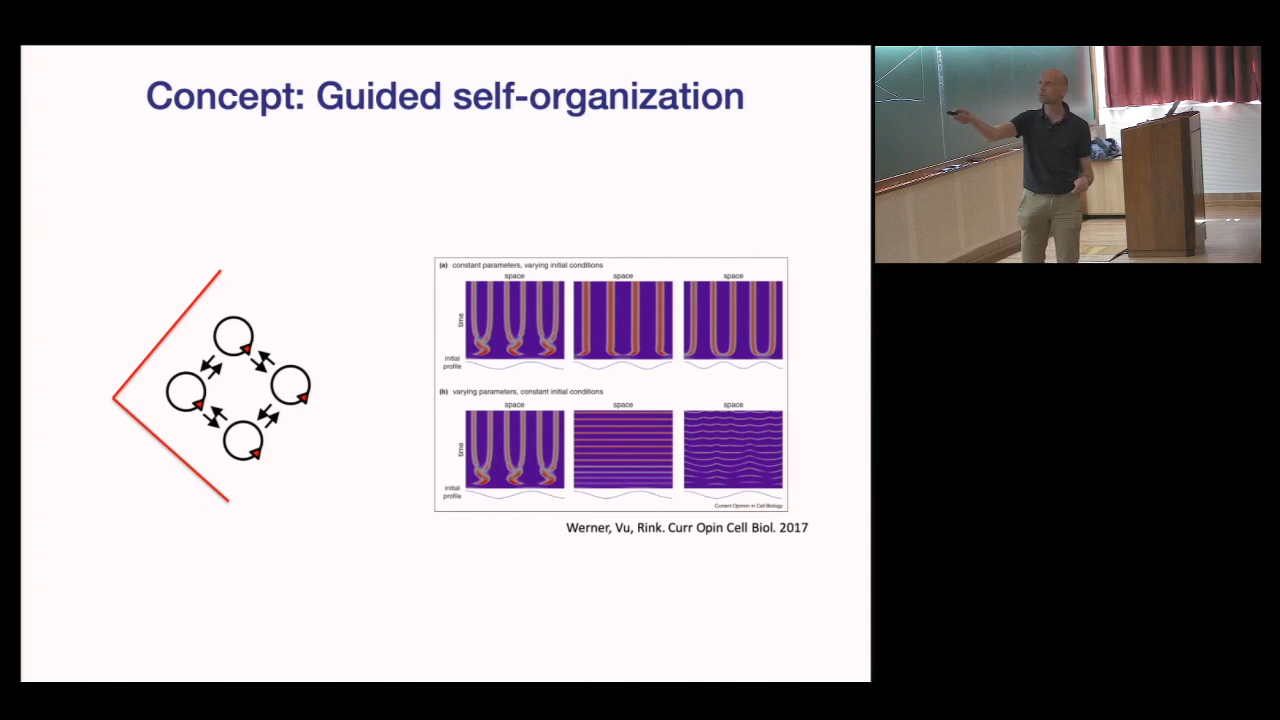 Concept: Guided self-organization
(a) constant parameters, varying initial conditions
space space space
time
initial
profile
(b) varying parameters, constant initial conditions
space space space
time
initial
profile
Current Opinion in Cell Biology
Werner, Vu, Rink. Curr Opin Cell Biol. 2017